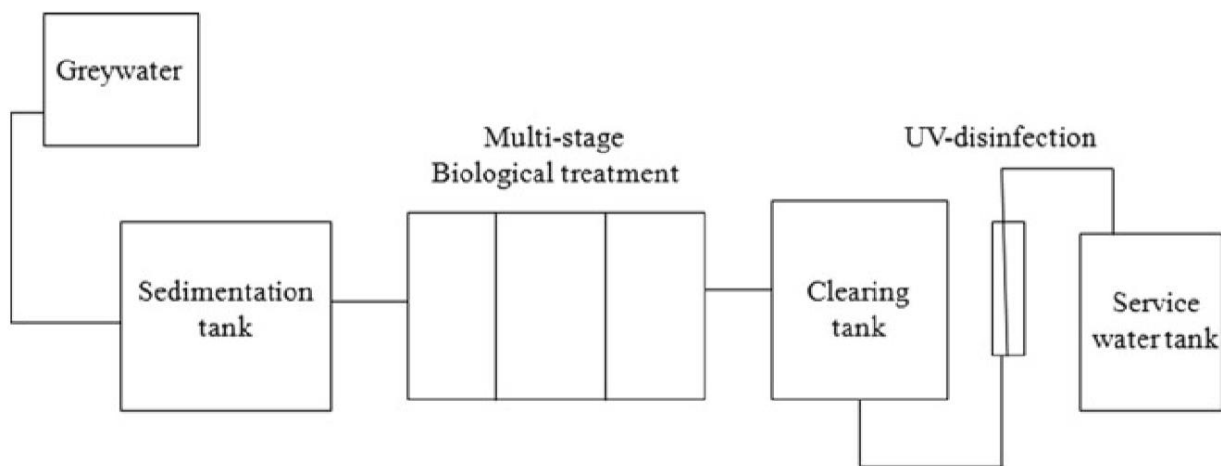 Greywater
Multi-stage
Biological treatment
UV-disinfection
Sedimentation
tank
Clearing
tank
Service
water tank